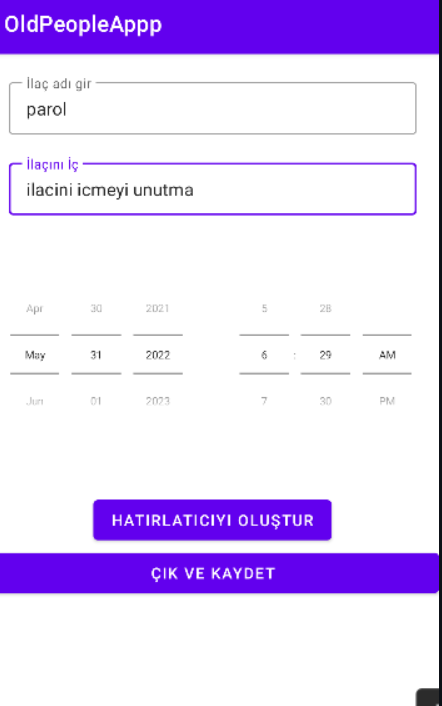 OldPeopleAppp
İlaç adı gir
parol
İlaçını İç
ilacini icmeyi unutma
Apr 30 2021 5 28
May 31 2022 6 : 29 AM
Jun 01 2023 7 30 PM
HATIRLATICIYI OLUŞTUR
ÇIK VE KAYDET